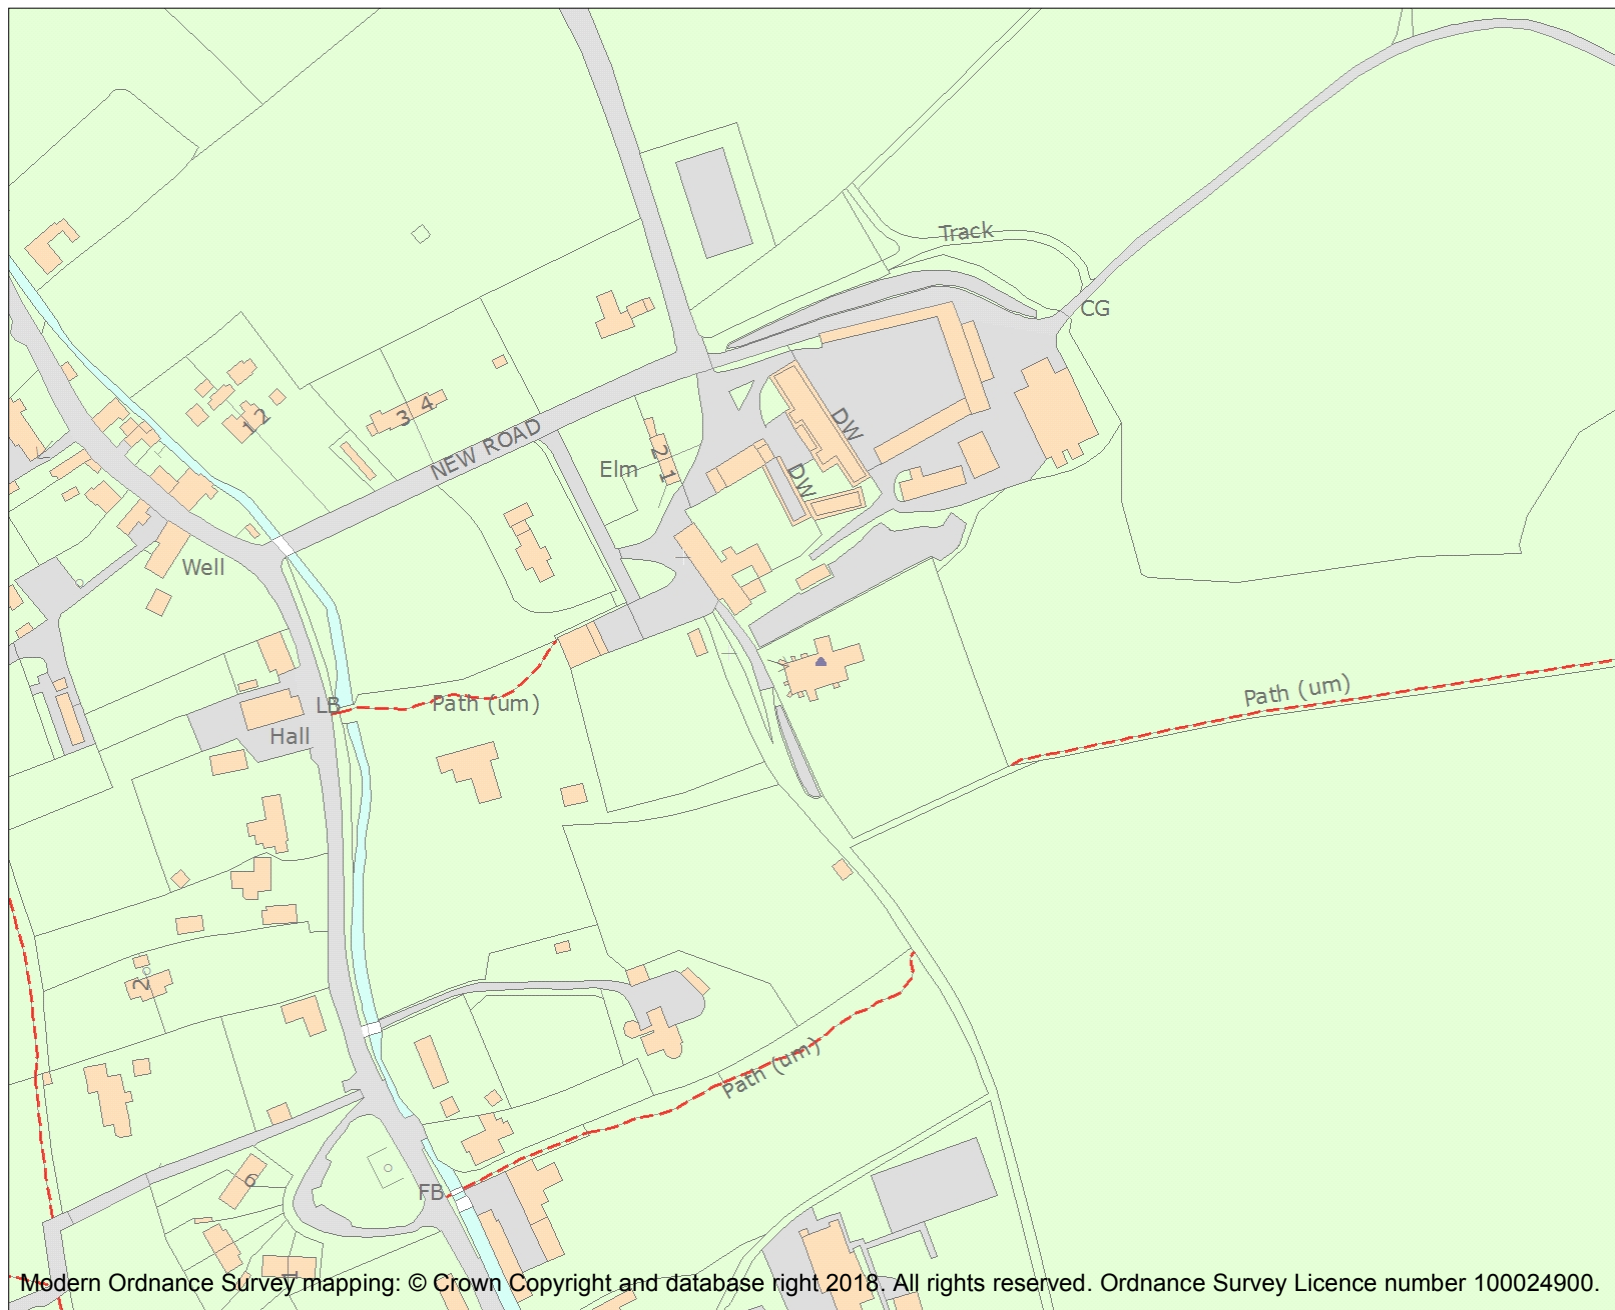 Track
CG
3 4
1 2
NEW ROAD
DW
Elm
2 1
DW
Well
LB
Path (um)
Path (um)
Hall
2
Path (um)
6
FB
1
Modern Ordnance Survey mapping: © Crown Copyright and database right 2018. All rights reserved. Ordnance Survey Licence number 100024900.